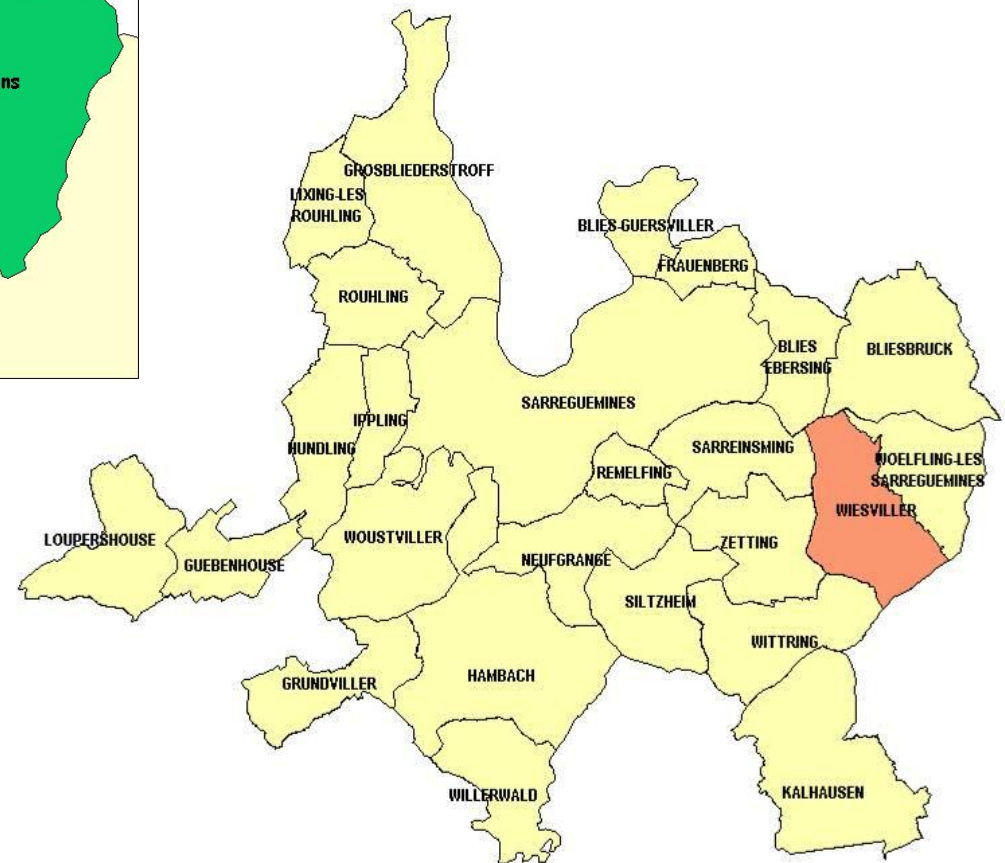 ns
GROSBLIEDERSTROFF
LIXING-LES
ROUHLING
BLIES-GUERSVILLER
FRAUENBERG
ROUHLING
BLIES
EBERSING
BLIESBRUCK
SARREGUEMINES
IPPLING
HUNDLING
SARREINSMING
REMELFING
WOELFLING-LES
SARREGUEMINES
WIESVILLER
LOUPERSHOUSE
GUEBENHOUSE
WOUSTVILLER
NEUFGRANGE
ZETTING
SILTZHEIM
WITTRING
GRUNDVILLER
HAMBACH
WILLERWALD
KALHAUSEN